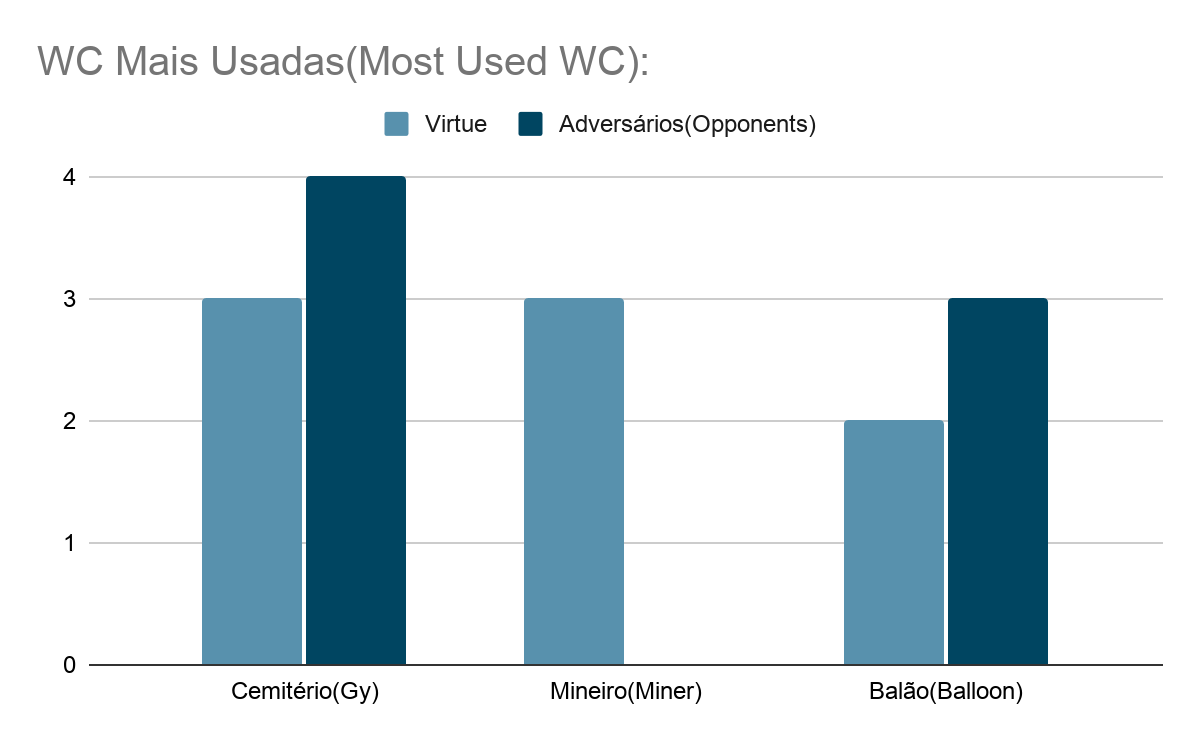 WC Mais Usadas(Most Used WC):
Virtue Adversários(Opponents)
4
3
2
1
0
Cemitério(Gy) Mineiro(Miner) Balão(Balloon)